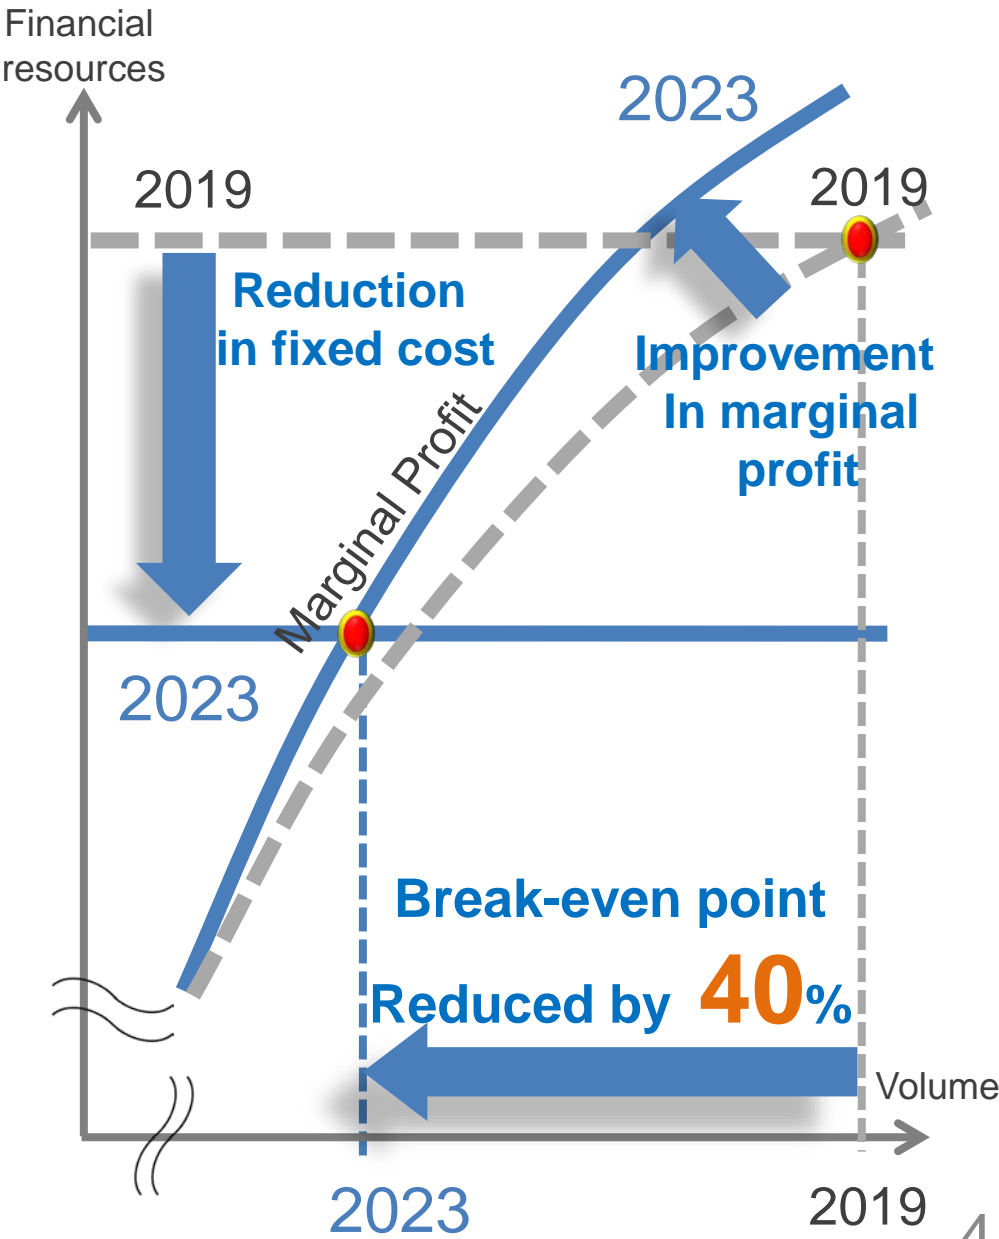 Financial
resources
2023
2019
2019
Reduction
in fixed cost
Improvement
In marginal
profit
Marginal Profit
2023
Break-even point
Reduced by 40%
Volume
2023
2019
4